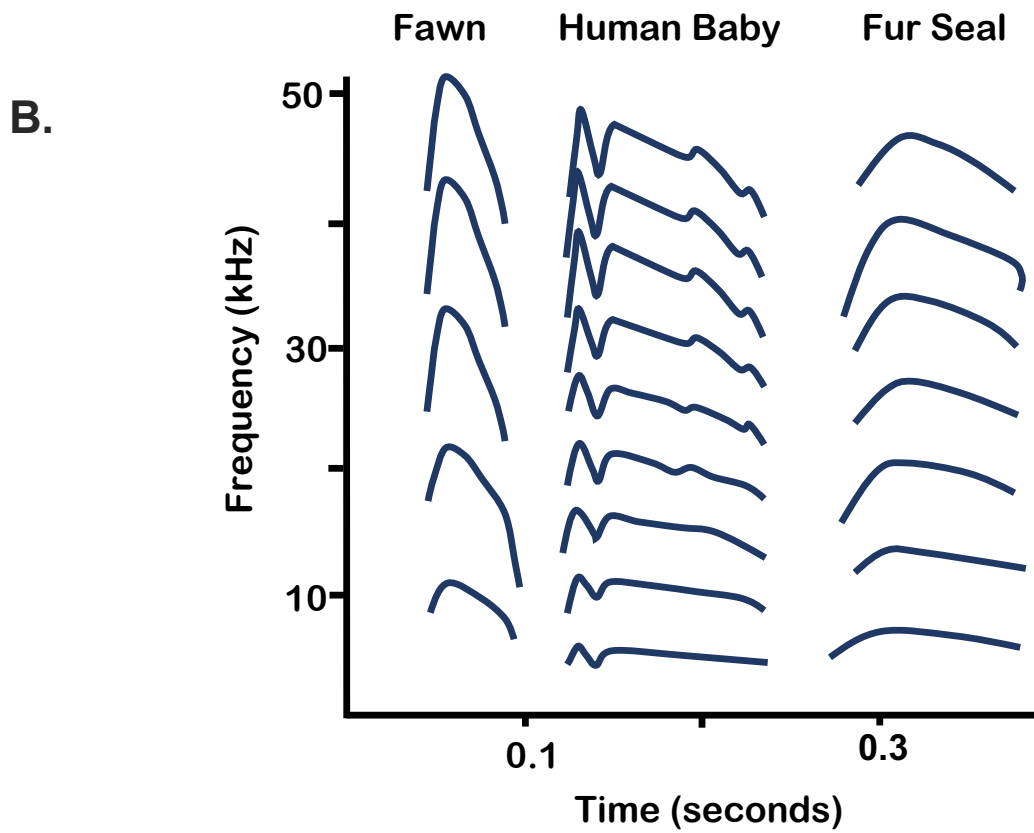 Fawn Human Baby Fur Seal
B.
50
30
10
Frequency (kHz)
0.1 0.3
Time (seconds)